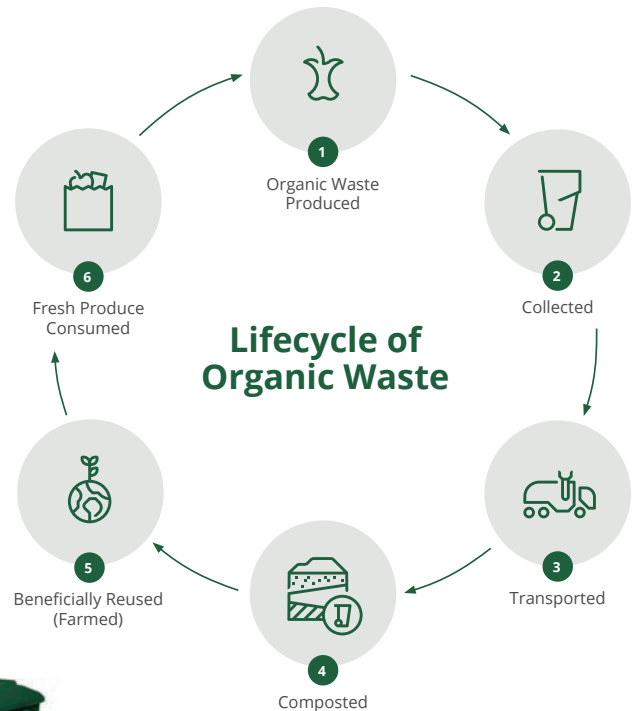 1
Organic Waste
Produced
2
Collected
3
Transported
4
Composted
5
Beneficially Reused
(Farmed)
6
Fresh Produce
Consumed
Lifecycle of
Organic Waste